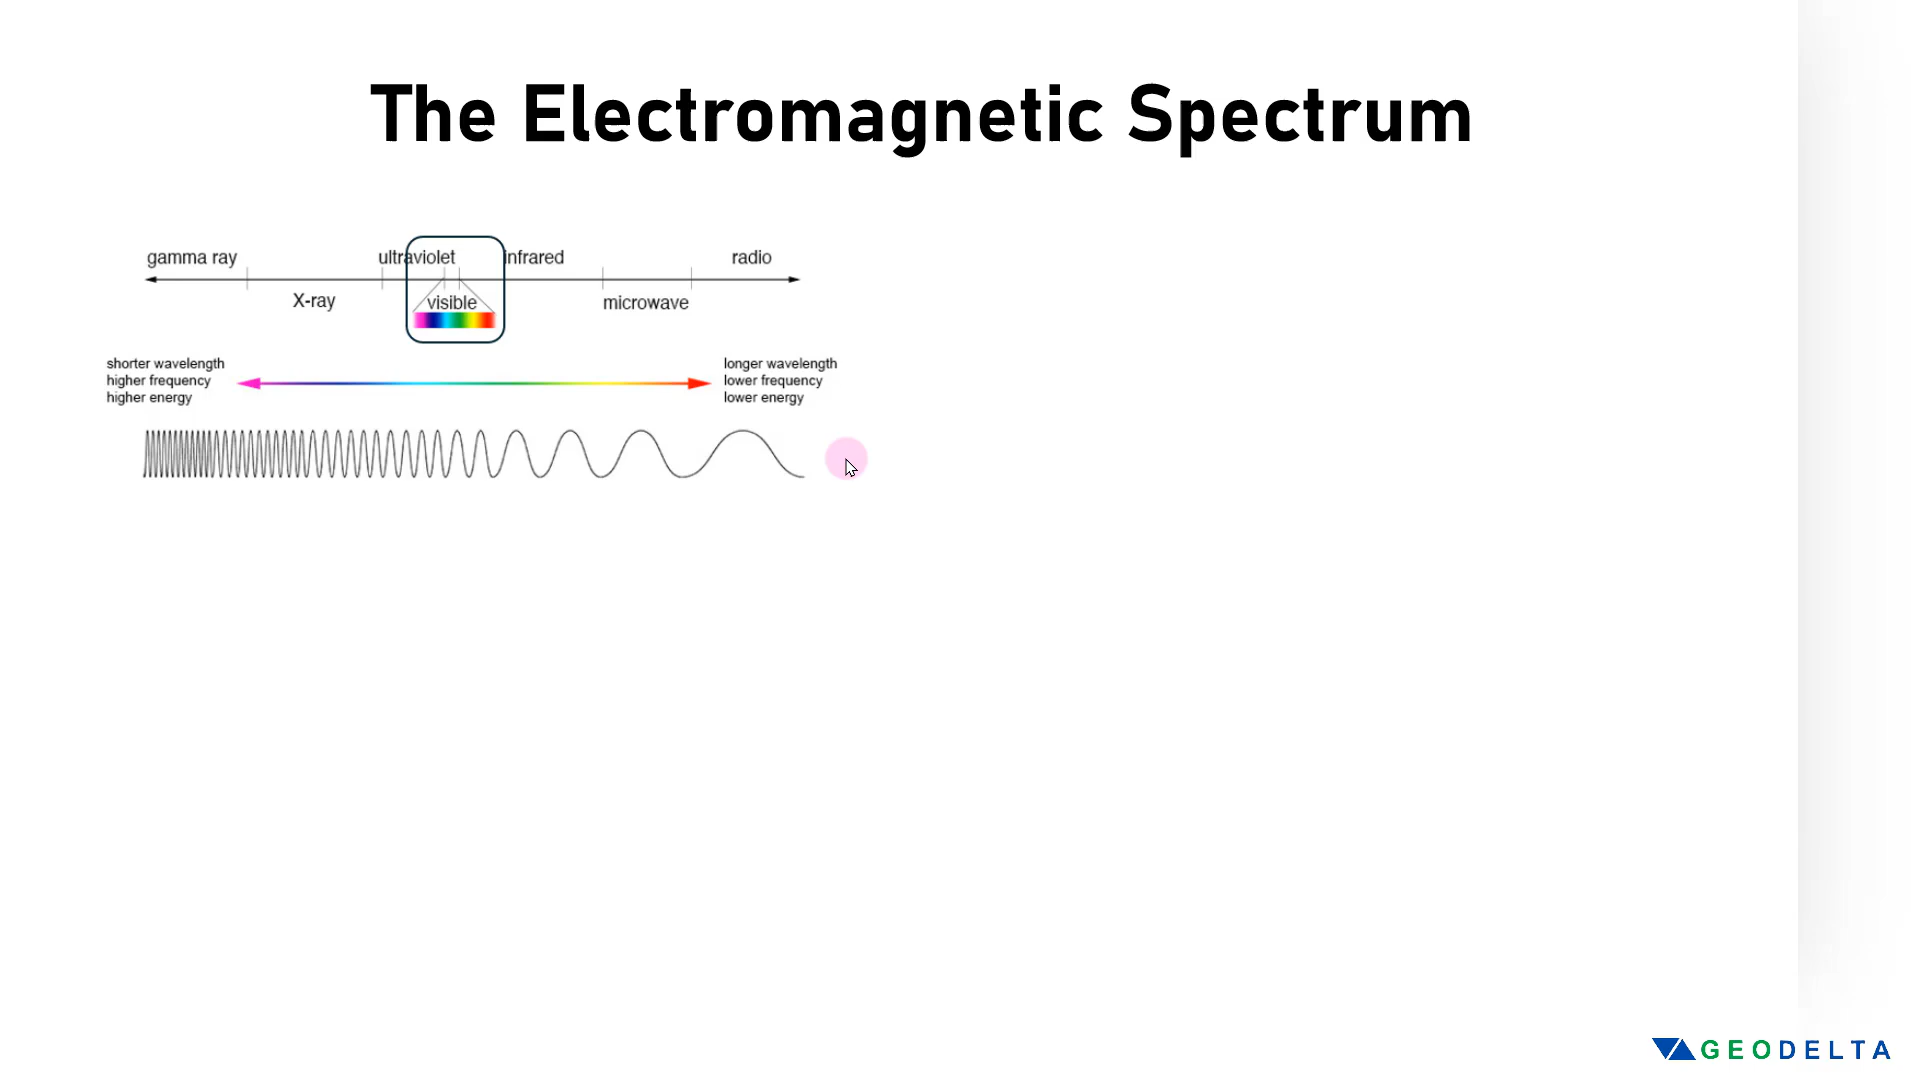 The Electromagnetic Spectrum
gamma ray
ultraviolet
infrared
radio
X-ray
visible
microwave
shorter wavelength
higher frequency
higher energy
longer wavelength
lower frequency
lower energy
GEODELTA